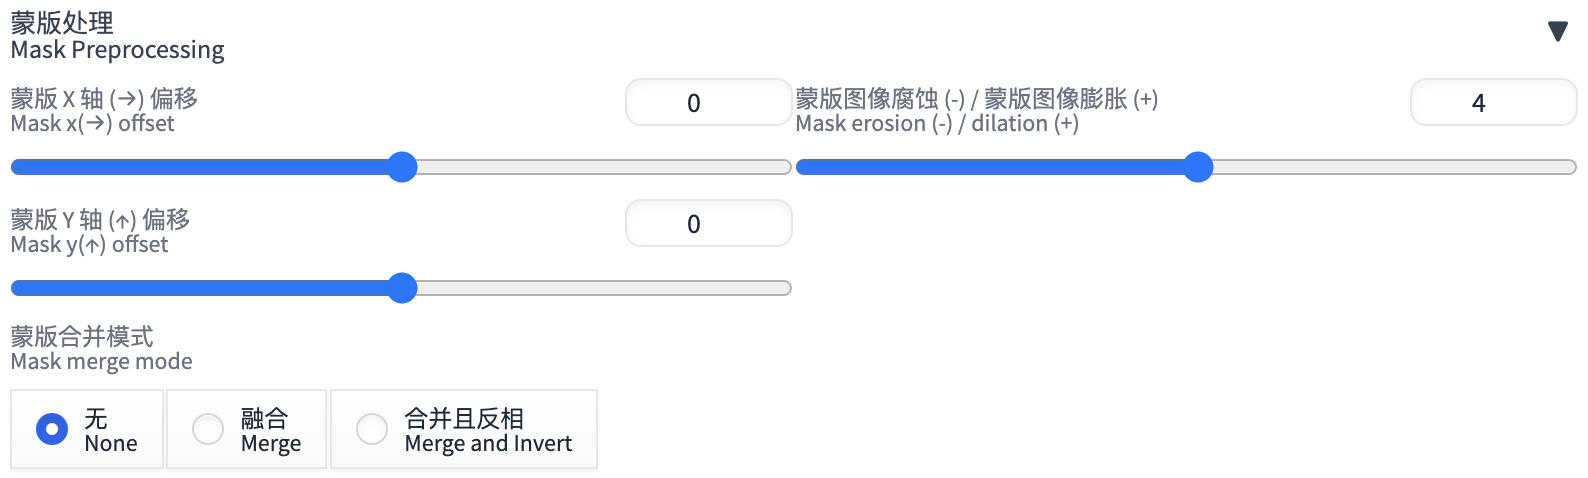 蒙版处理
Mask Preprocessing
蒙版 X 轴 (→) 偏移
Mask x(→) offset
0
蒙版图像腐蚀 (-) / 蒙版图像膨胀 (+)
Mask erosion (-) / dilation (+)
4
蒙版 Y 轴 (↑) 偏移
Mask y(↑) offset
0
蒙版合并模式
Mask merge mode
无
None
融合
Merge
合并且反相
Merge and Invert